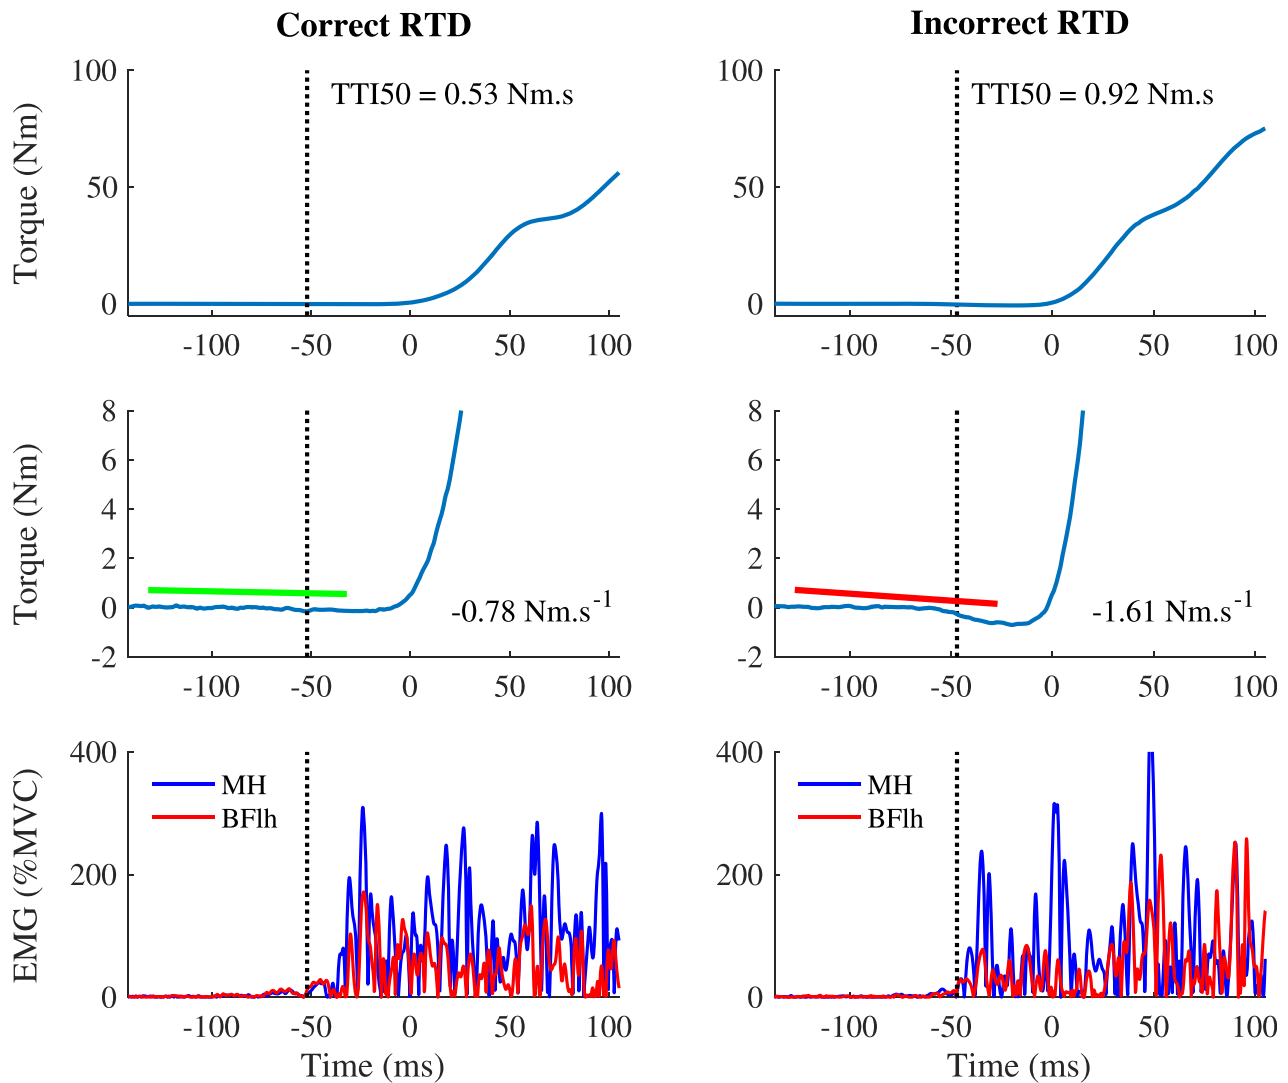 Correct RTD
Incorrect RTD
Torque (Nm)
100
50
0
TTI50 = 0.53 Nm.s
-100 -50 0 50 100
100
50
0
TTI50 = 0.92 Nm.s
-100 -50 0 50 100
Torque (Nm)
8
6
4
2
0
-2
-0.78 Nm.s-1
-100 -50 0 50 100
8
6
4
2
0
-2
-1.61 Nm.s-1
-100 -50 0 50 100
EMG (%MVC)
400
200
0
MH
BFlh
-100 -50 0 50 100
Time (ms)
400
200
0
MH
BFlh
-100 -50 0 50 100
Time (ms)